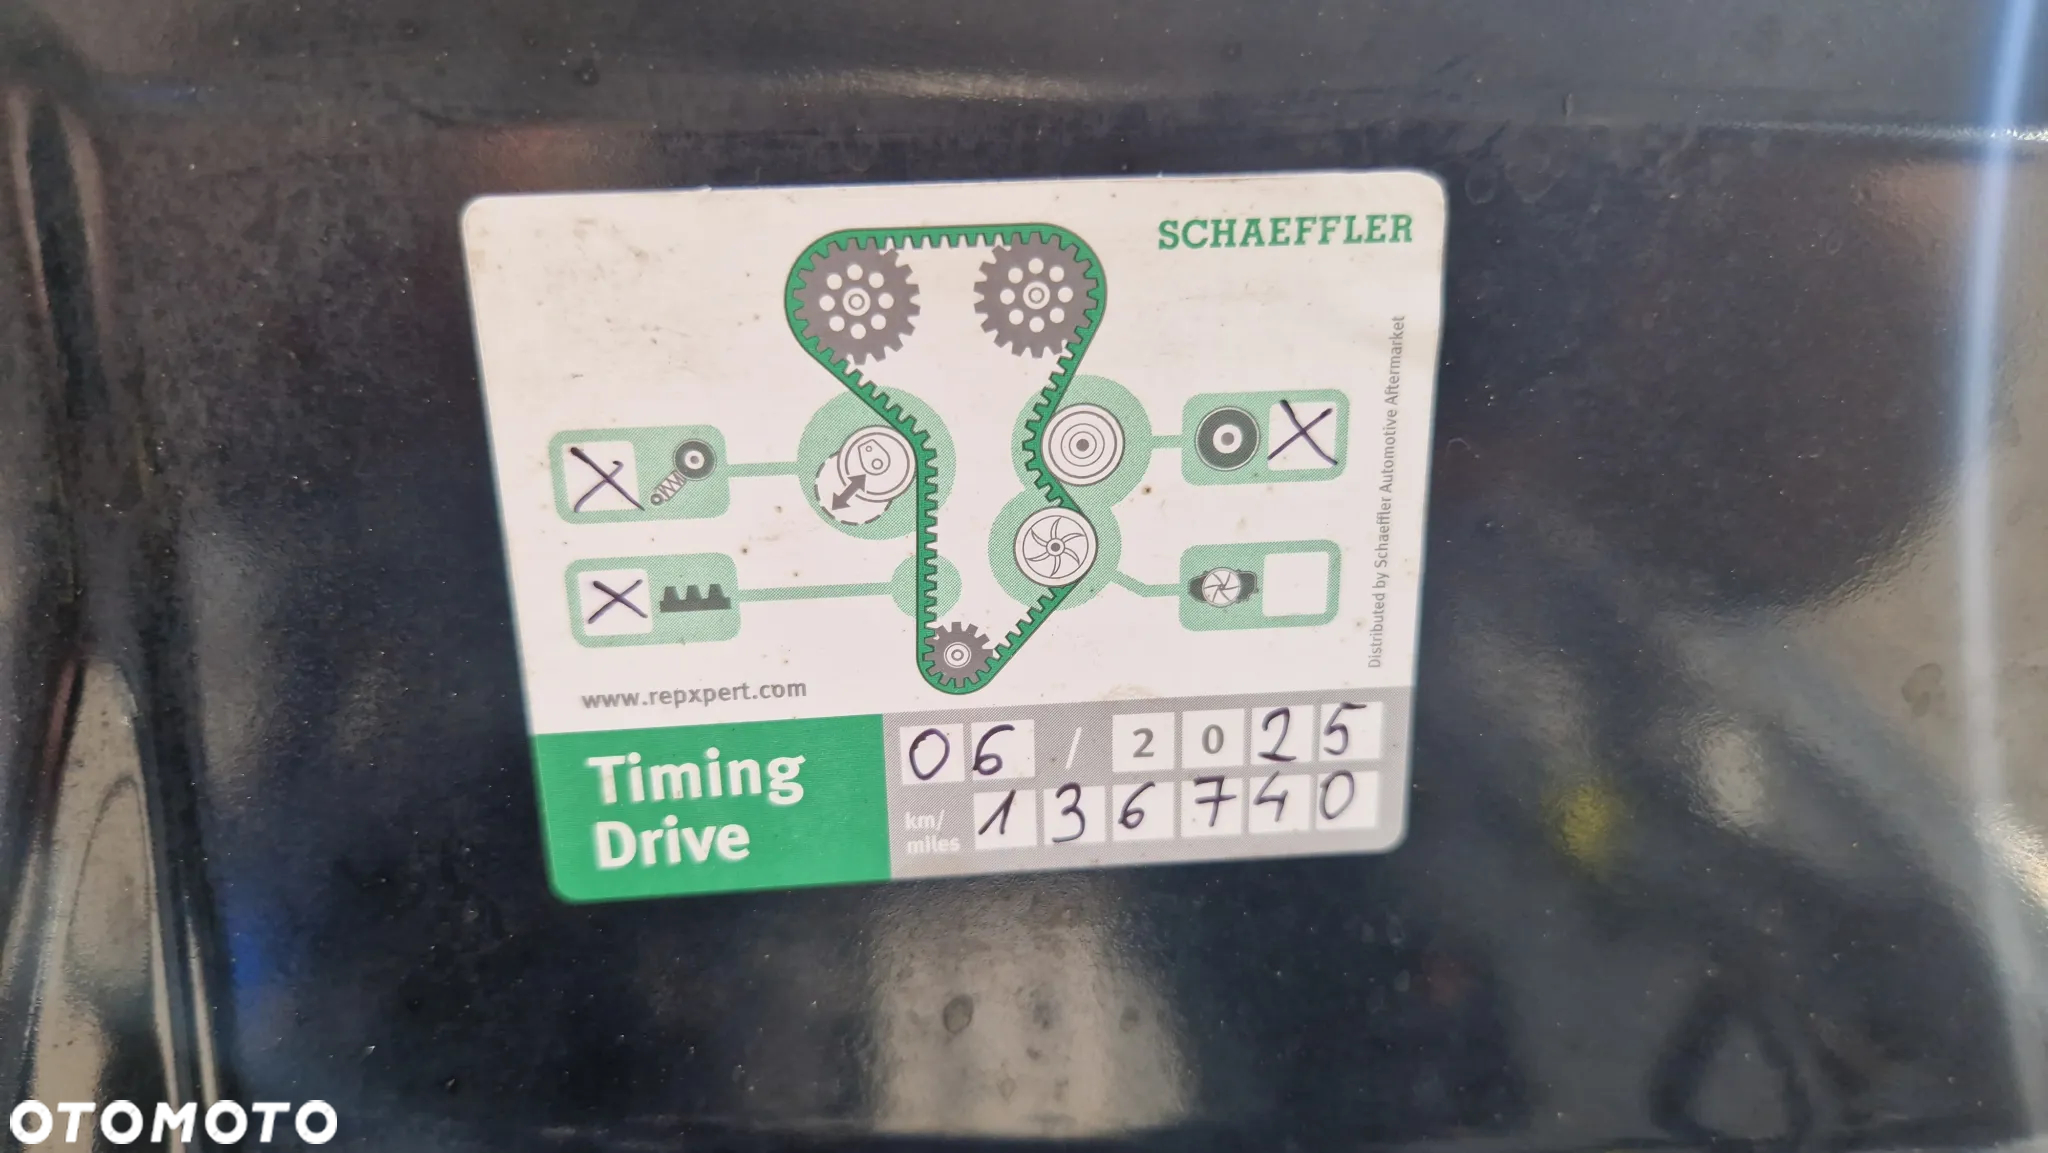 SCHAEFFLER
X
X
X
Distributed by Schaeffler Automotive Aftermarket
www.repxpert.com
Timing
Drive
06 / 2025
km/
miles
136740
OTOMOTO